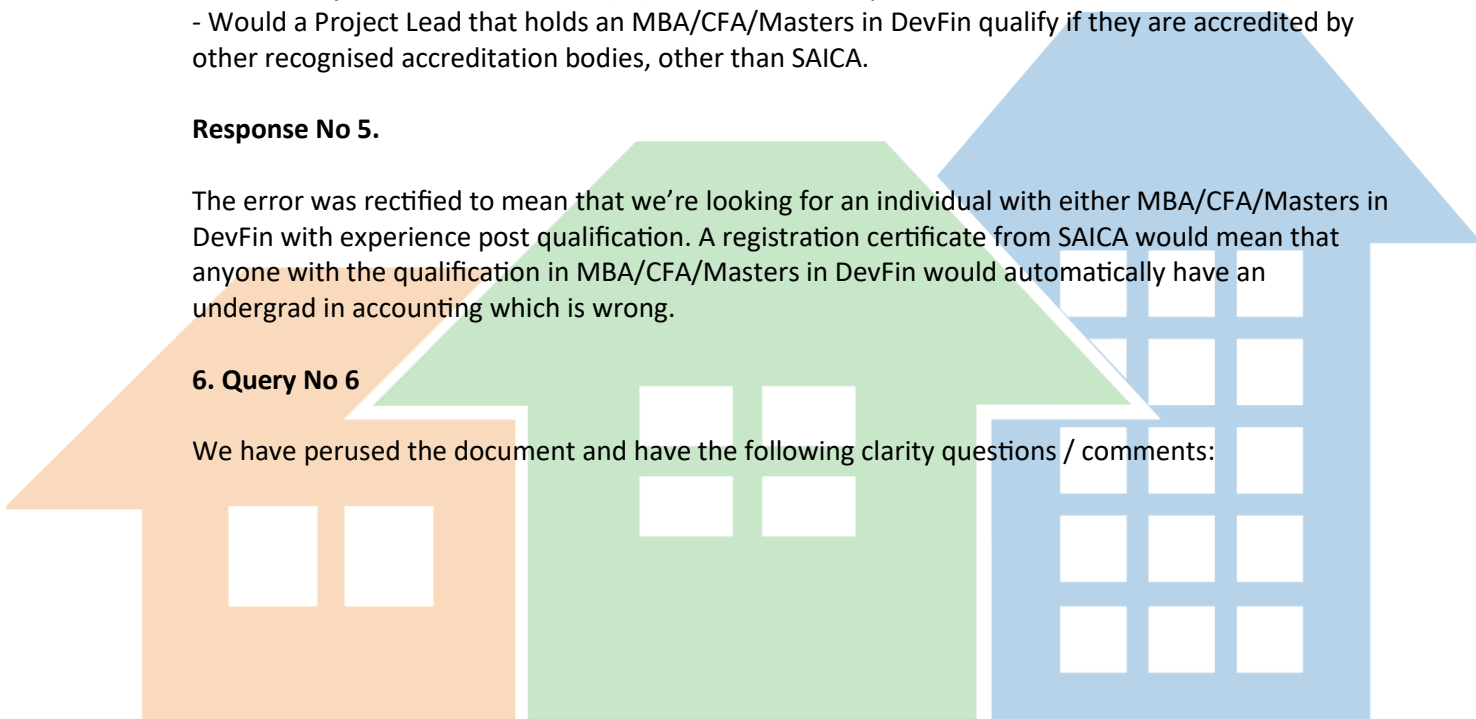 - Would a Project Lead that holds an MBA/CFA/Masters in DevFin qualify if they are accredited by
other recognised accreditation bodies, other than SAICA.
Response No 5.
The error was rectified to mean that we’re looking for an individual with either MBA/CFA/Masters in
DevFin with experience post qualification. A registration certificate from SAICA would mean that
anyone with the qualification in MBA/CFA/Masters in DevFin would automatically have an
undergrad in accounting which is wrong.
6. Query No 6
We have perused the document and have the following clarity questions / comments: